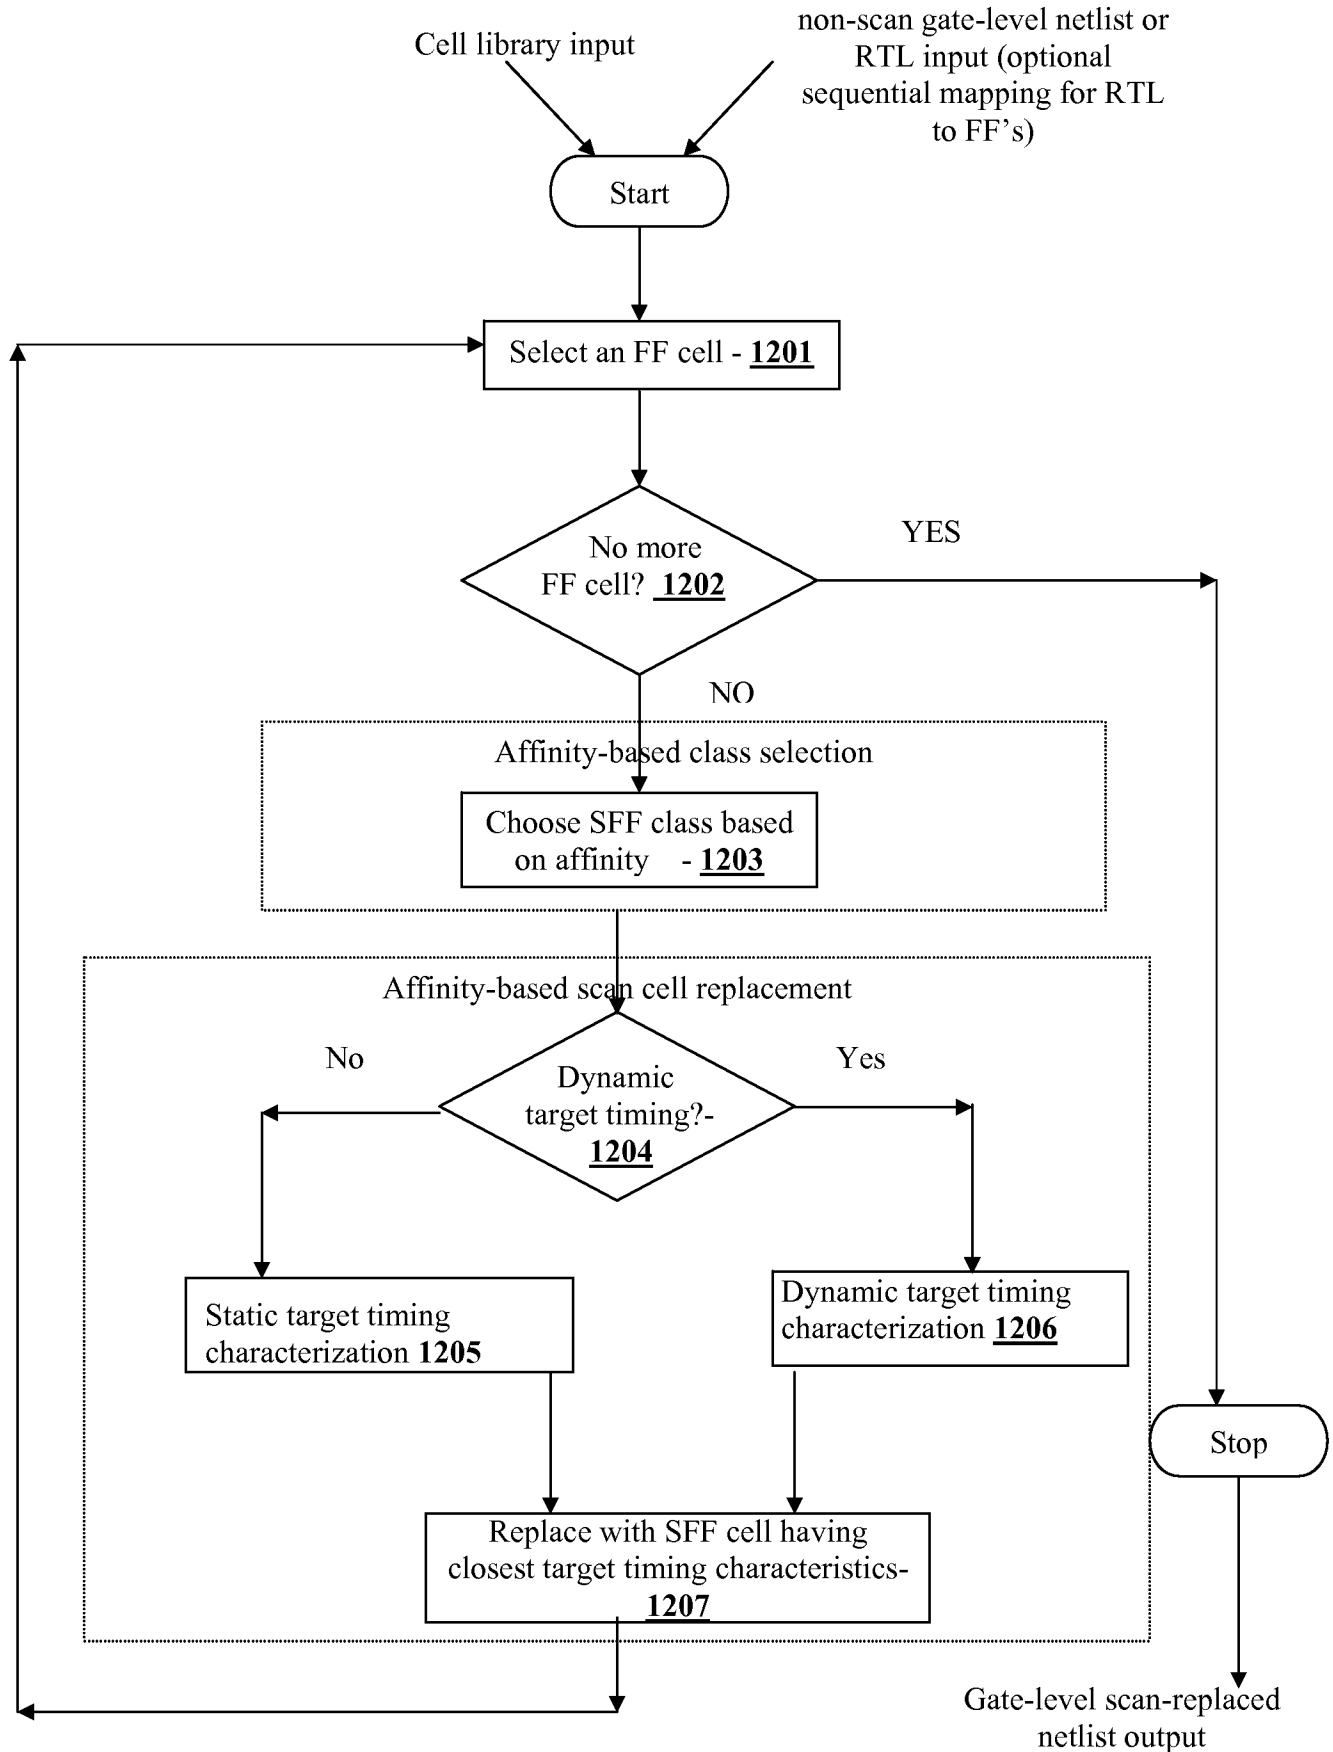 Cell library input
non-scan gate-level netlist or
RTL input (optional
sequential mapping for RTL
to FF's)
Start
Select an FF cell - 1201
No more
FF cell? 1202
YES
NO
Affinity-based class selection
Choose SFF class based
on affinity - 1203
Affinity-based scan cell replacement
No
Yes
Dynamic
target timing?-
1204
Static target timing
characterization 1205
Dynamic target timing
characterization 1206
Stop
Replace with SFF cell having
closest target timing characteristics-
1207
Gate-level scan-replaced
netlist output